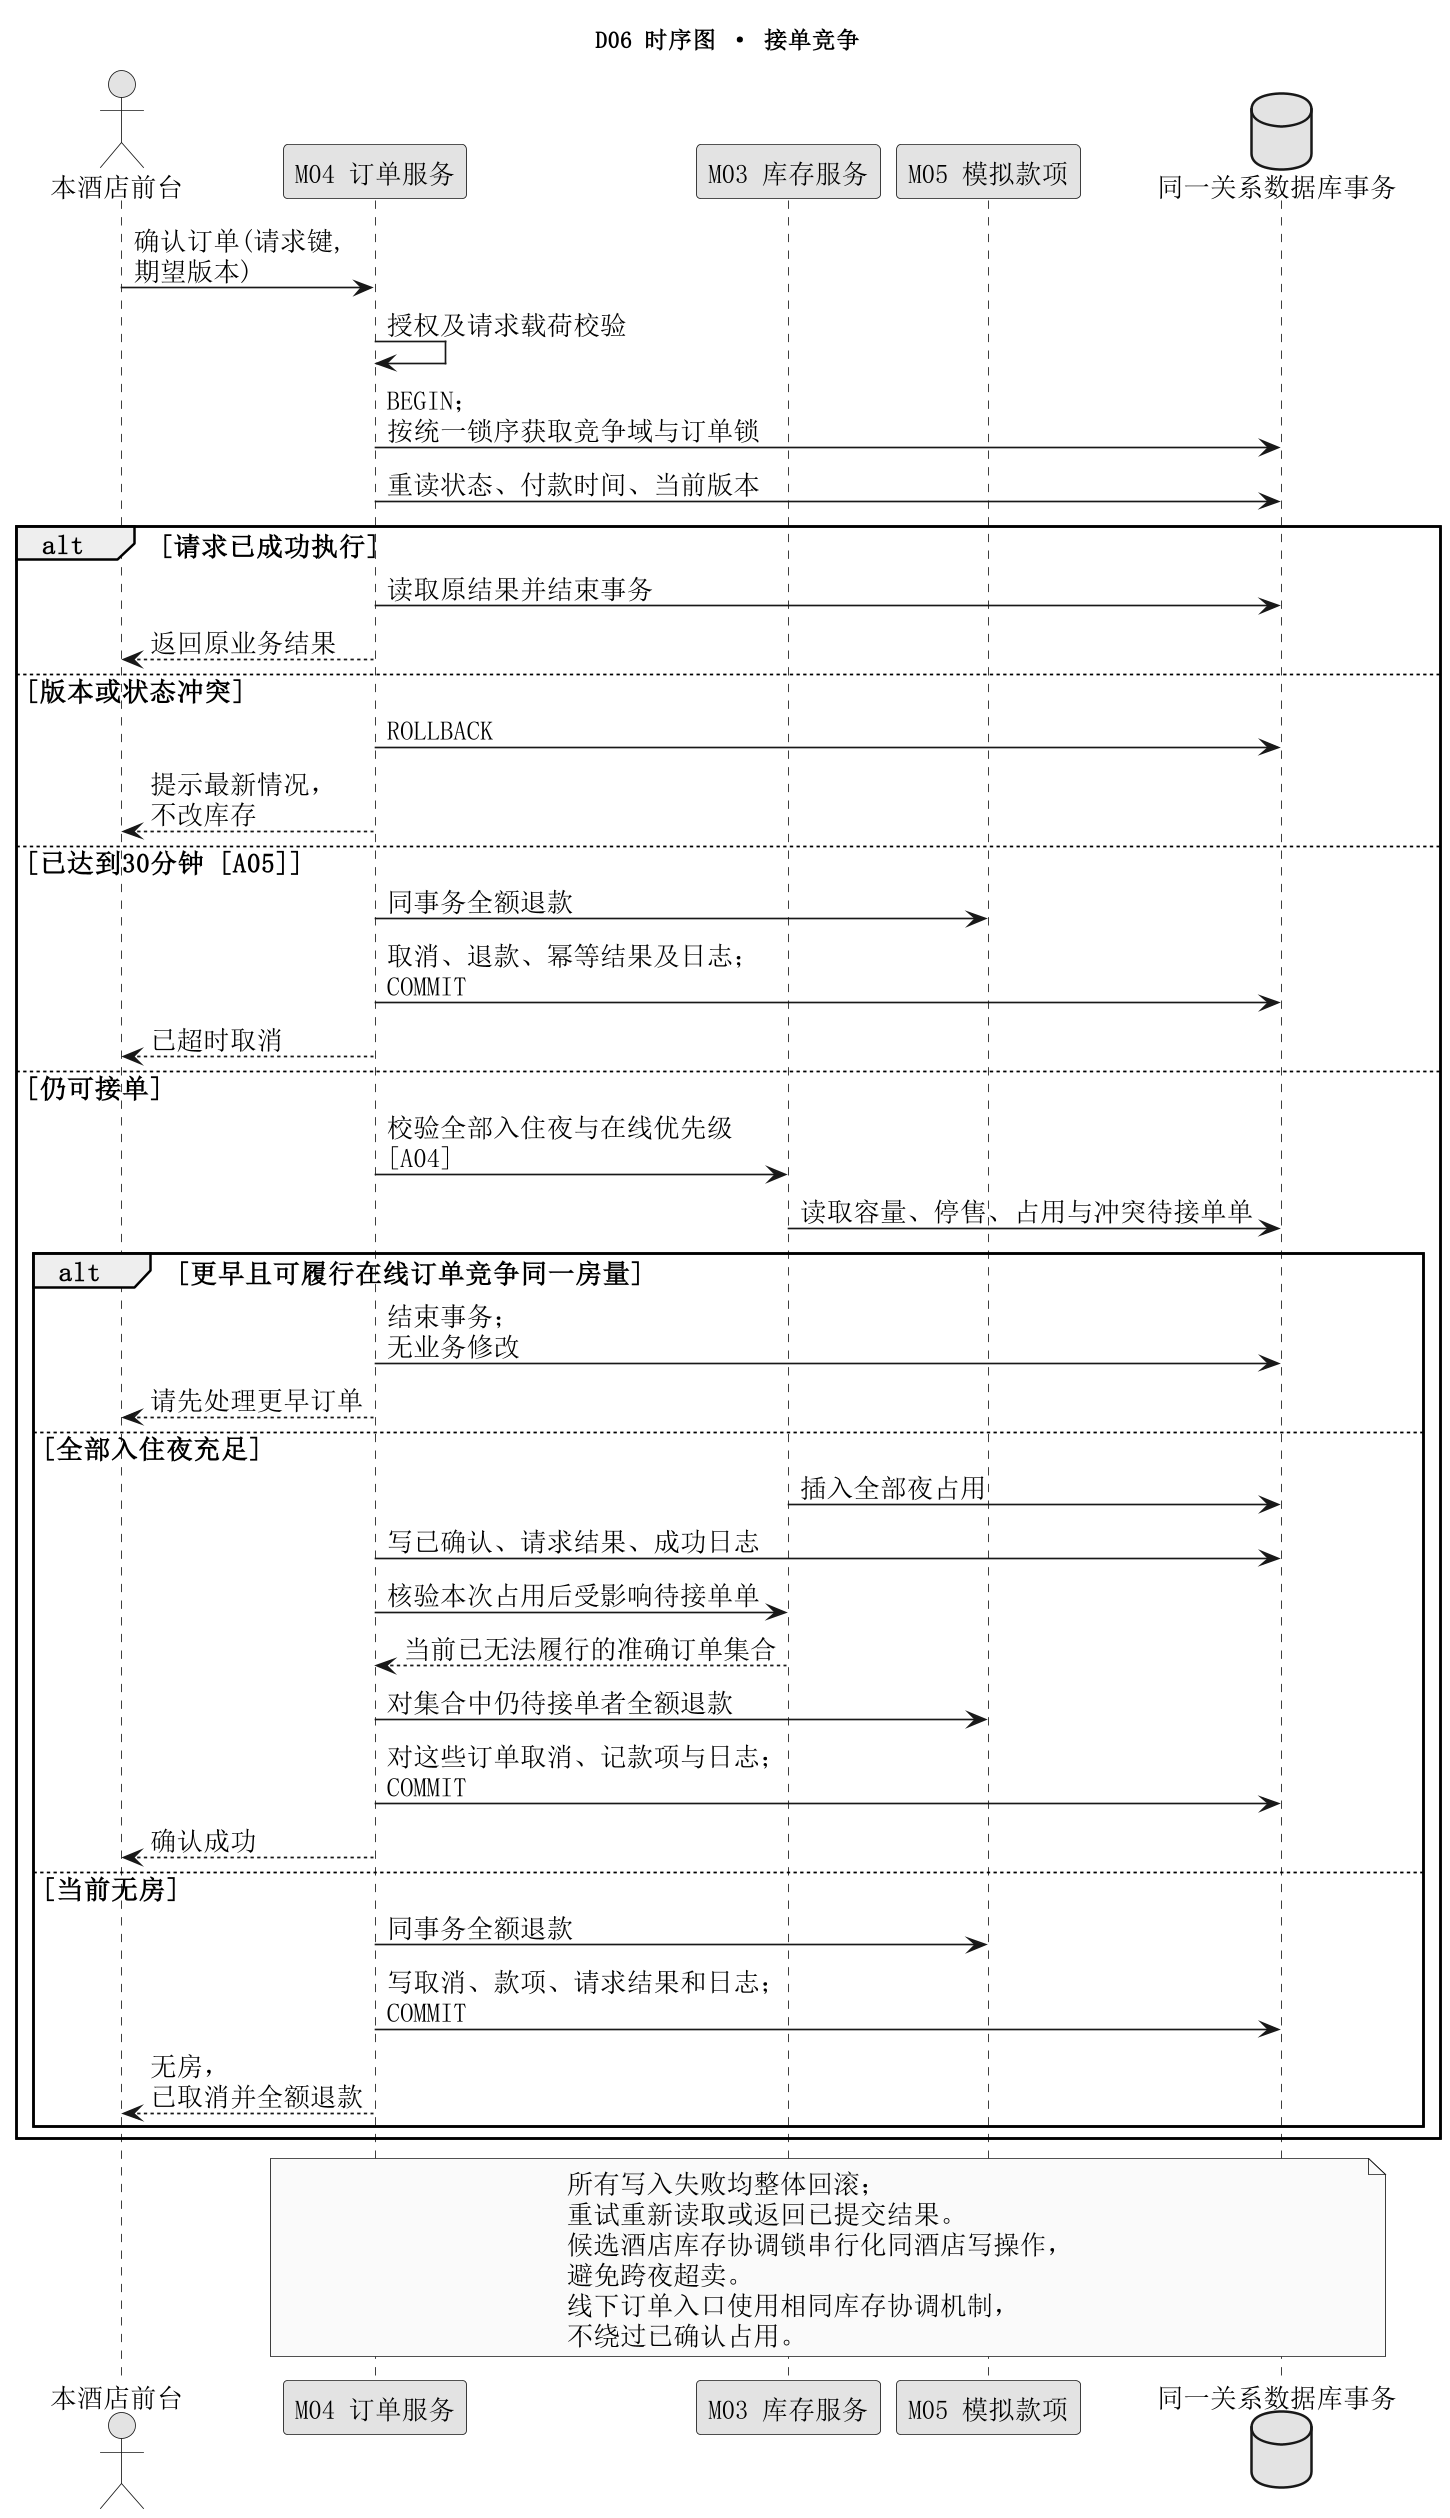 D06 时序图 · 接单竞争
本酒店前台
M04 订单服务
M03 库存服务
M05 模拟款项
同一关系数据库事务
确认订单(请求键,
期望版本)
授权及请求载荷校验
BEGIN;
按统一锁序获取竞争域与订单锁
重读状态、付款时间、当前版本
alt [请求已成功执行]
读取原结果并结束事务
返回原业务结果
[版本或状态冲突]
ROLLBACK
提示最新情况,
不改库存
[已达到30分钟 [A05]]
同事务全额退款
取消、退款、幂等结果及日志;
COMMIT
已超时取消
[仍可接单]
校验全部入住夜与在线优先级
[A04]
读取容量、停售、占用与冲突待接单单
alt [更早且可履行在线订单竞争同一房量]
结束事务;
无业务修改
请先处理更早订单
[全部入住夜充足]
插入全部夜占用
写已确认、请求结果、成功日志
核验本次占用后受影响待接单单
当前已无法履行的准确订单集合
对集合中仍待接单者全额退款
对这些订单取消、记款项与日志;
COMMIT
确认成功
[当前无房]
同事务全额退款
写取消、款项、请求结果和日志;
COMMIT
无房,
已取消并全额退款
所有写入失败均整体回滚;
重试重新读取或返回已提交结果。
候选酒店库存协调锁串行化同酒店写操作,
避免跨夜超卖。
线下订单入口使用相同库存协调机制,
不绕过已确认占用。
本酒店前台
M04 订单服务
M03 库存服务
M05 模拟款项
同一关系数据库事务